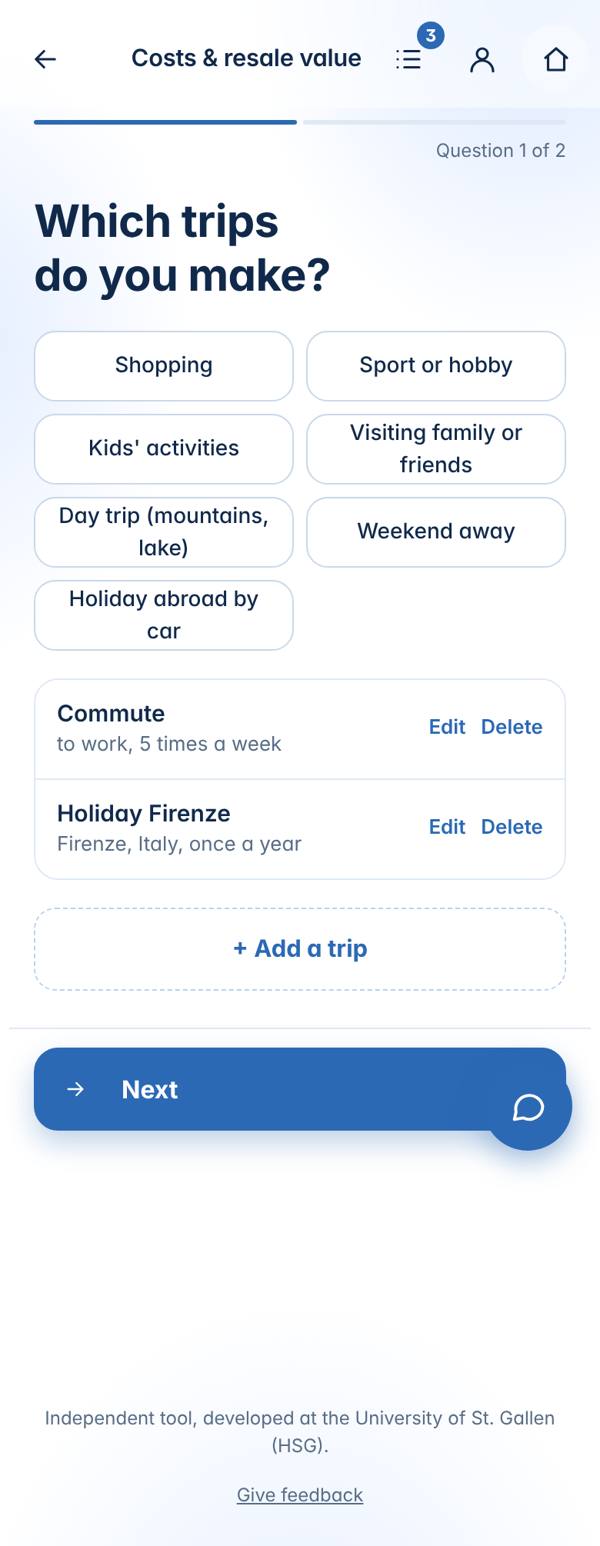 Costs & resale value
3
Question 1 of 2
Which trips
do you make?
Shopping
Sport or hobby
Kids' activities
Visiting family or
friends
Day trip (mountains,
lake)
Weekend away
Holiday abroad by
car
Commute
to work, 5 times a week
Edit Delete
Holiday Firenze
Firenze, Italy, once a year
Edit Delete
+ Add a trip
Next
Independent tool, developed at the University of St. Gallen
(HSG).
Give feedback